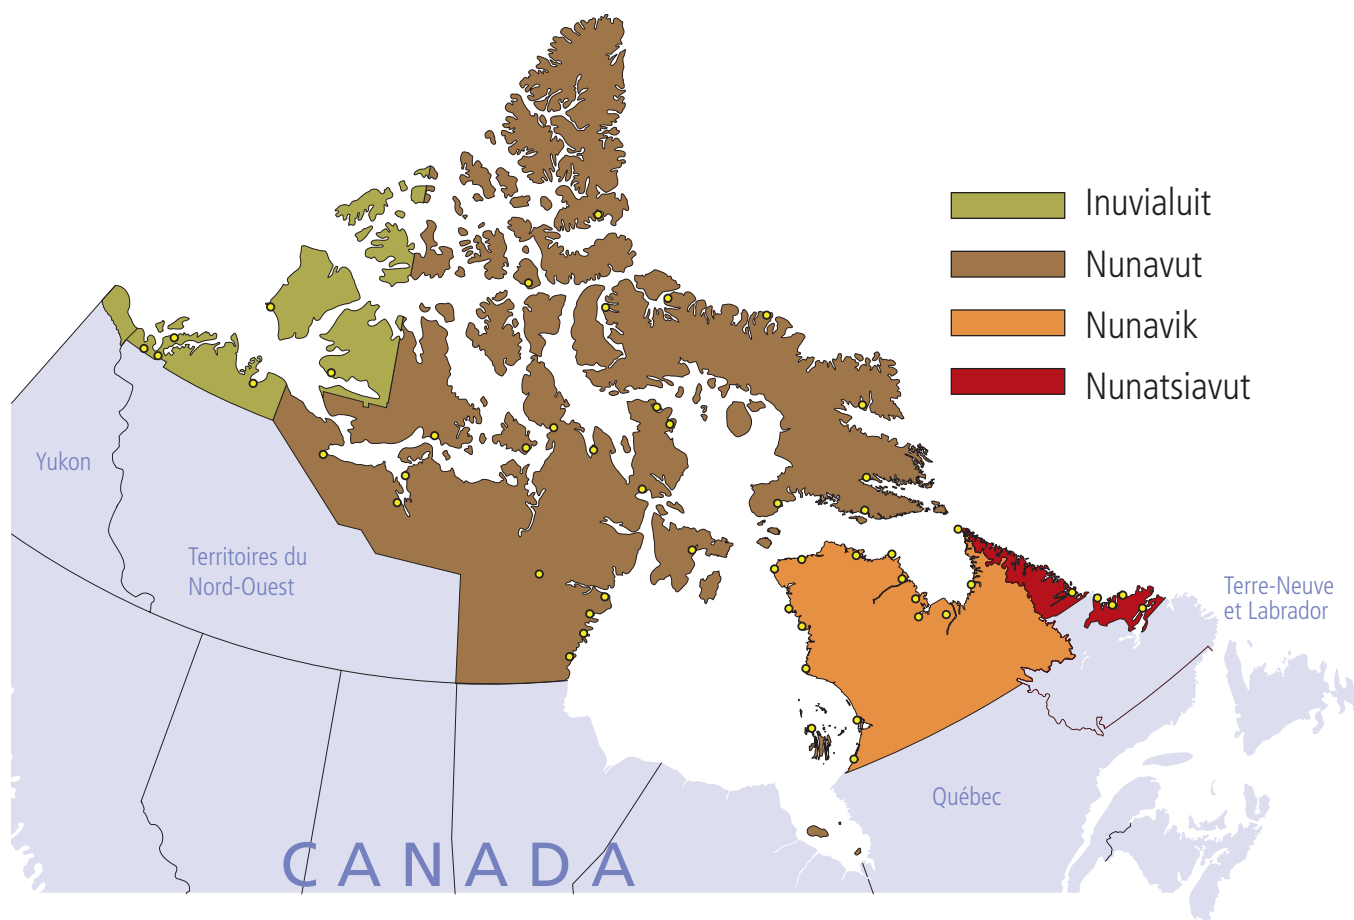 Inuvialuit
Nunavut
Nunavik
Nunatsiavut
Yukon
Territoires du
Nord-Ouest
Terre-Neuve
et Labrador
Québec
CANADA